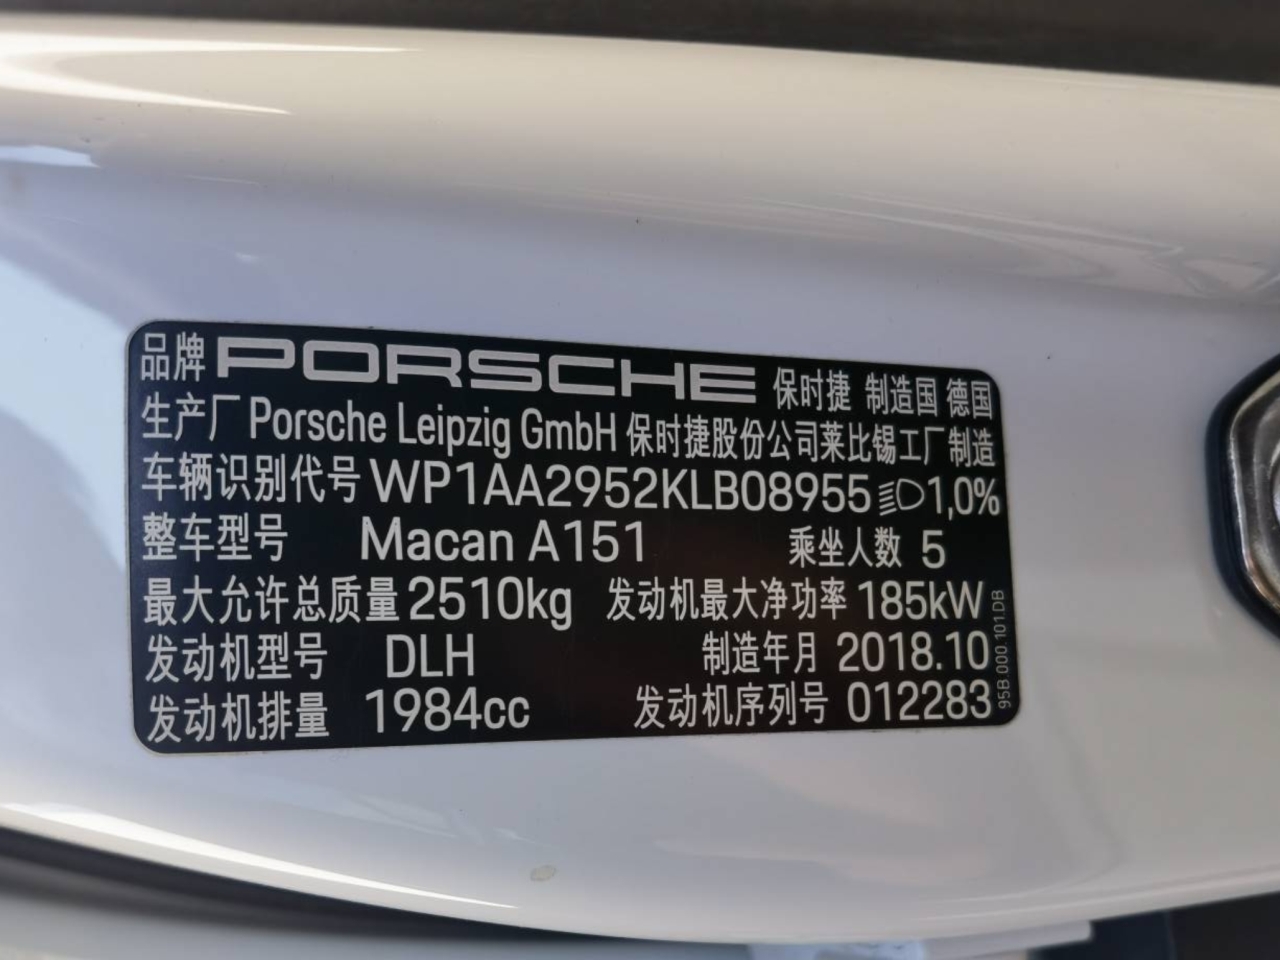 品牌 PORSCHE 保时捷 制造国 德国
生产厂 Porsche Leipzig GmbH 保时捷股份公司莱比锡工厂制造
车辆识别代号 WP1AA2952KLB08955 1,0%
整车型号 Macan A151 乘坐人数 5
最大允许总质量 2510kg 发动机最大净功率 185kW
发动机型号 DLH 制造年月 2018.10
发动机排量 1984cc 发动机序列号 012283
95B 000.101.DB